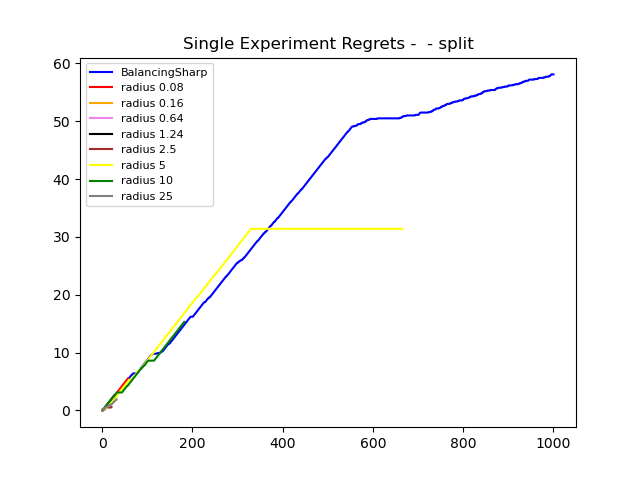 Single Experiment Regrets -  - split
60
50
40
30
20
10
0
BalancingSharp
radius 0.08
radius 0.16
radius 0.64
radius 1.24
radius 2.5
radius 5
radius 10
radius 25
0 200 400 600 800 1000